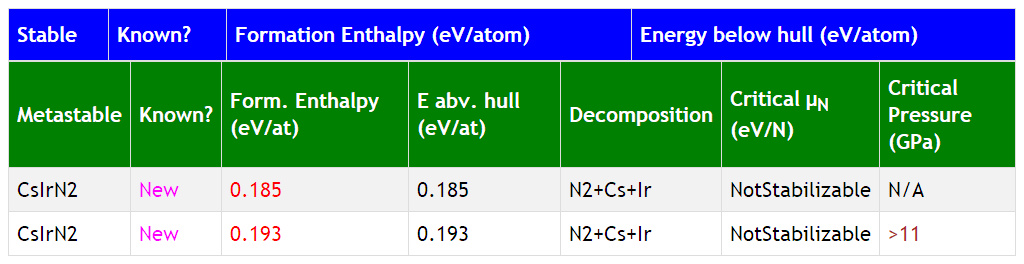 Stable Known? Formation Enthalpy (eV/atom) Energy below hull (eV/atom)
Metastable Known? Form. Enthalpy (eV/at) E abv. hull (eV/at) Decomposition Critical μN (eV/N) Critical Pressure (GPa)
CsIrN2 New 0.185 0.185 N2+Cs+Ir NotStabilizable N/A
CsIrN2 New 0.193 0.193 N2+Cs+Ir NotStabilizable >11